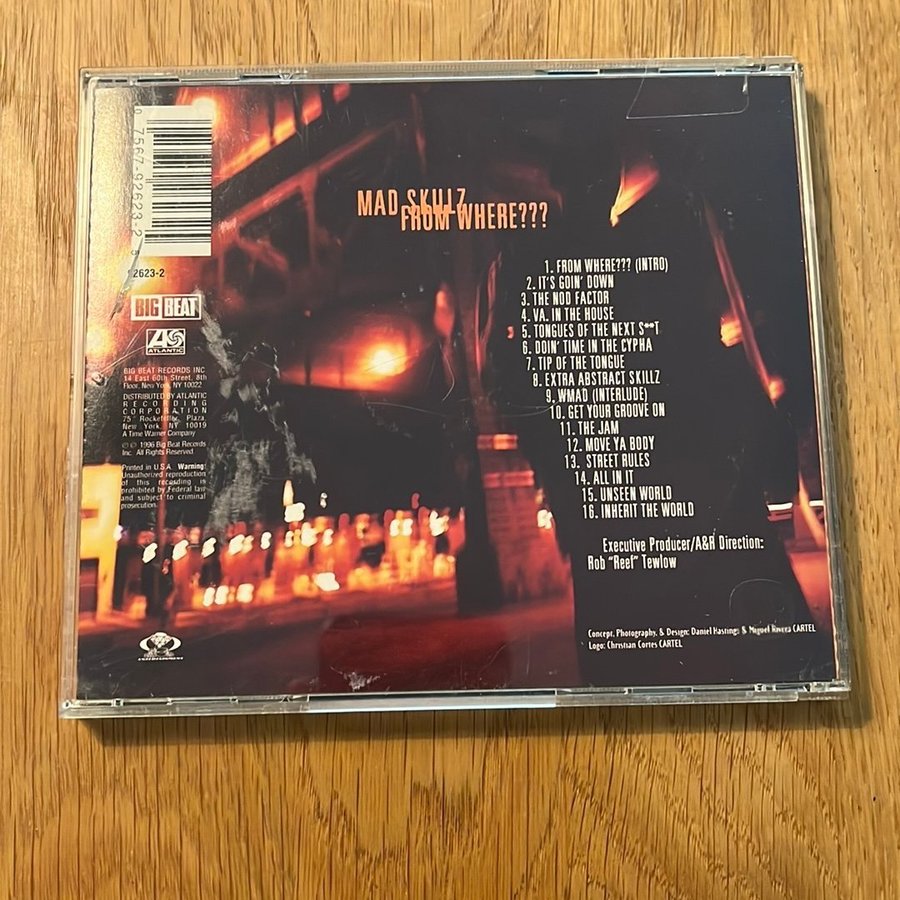 0 7567-92623-2 5
2623-2
BIG BEAT
ATLANTIC
BIG BEAT RECORDS INC.
14 East 60th Street, 8th
Floor, New York, NY 10022
DISTRIBUTED BY ATLANTIC
RECORDING
CORPORATION
75 Rockefeller Plaza,
New York, NY 10019
A Time Warner Company
℗ © 1996 Big Beat Records
Inc. All Rights Reserved.
Printed in U.S.A. Warning:
Unauthorized reproduction
of this recording is
prohibited by Federal law
and subject to criminal
prosecution.
MAD SKILLZ
FROM WHERE???
1. FROM WHERE??? (INTRO)
2. IT'S GOIN' DOWN
3. THE NOD FACTOR
4. VA. IN THE HOUSE
5. TONGUES OF THE NEXT S**T
6. DOIN' TIME IN THE CYPHA
7. TIP OF THE TONGUE
8. EXTRA ABSTRACT SKILLZ
9. WMAD (INTERLUDE)
10. GET YOUR GROOVE ON
11. THE JAM
12. MOVE YA BODY
13. STREET RULES
14. ALL IN IT
15. UNSEEN WORLD
16. INHERIT THE WORLD
Executive Producer/A&R Direction:
Rob "Reef" Tewlow
Concept, Photography, & Design: Daniel Hastings & Miguel Rivera CARTEL
Logo: Christian Cortes CARTEL